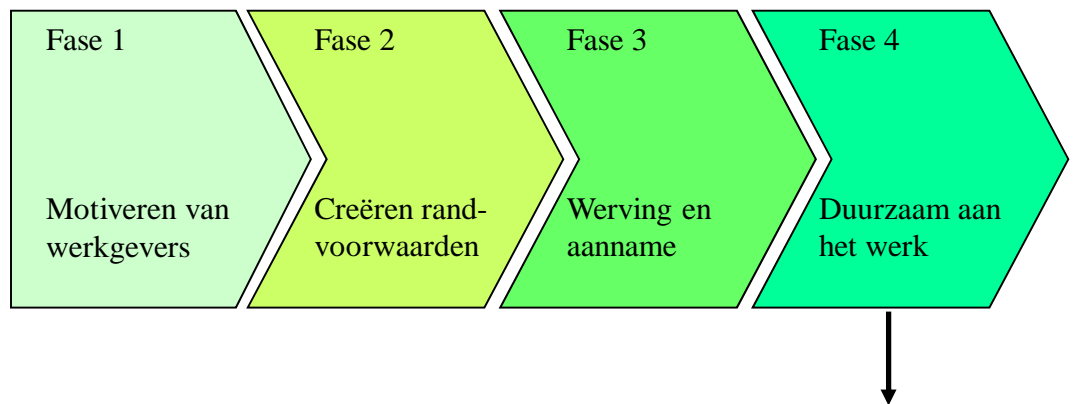 Fase 1
Motiveren van
werkgevers
Fase 2
Creëren rand-
voorwaarden
Fase 3
Werving en
aanname
Fase 4
Duurzaam aan
het werk